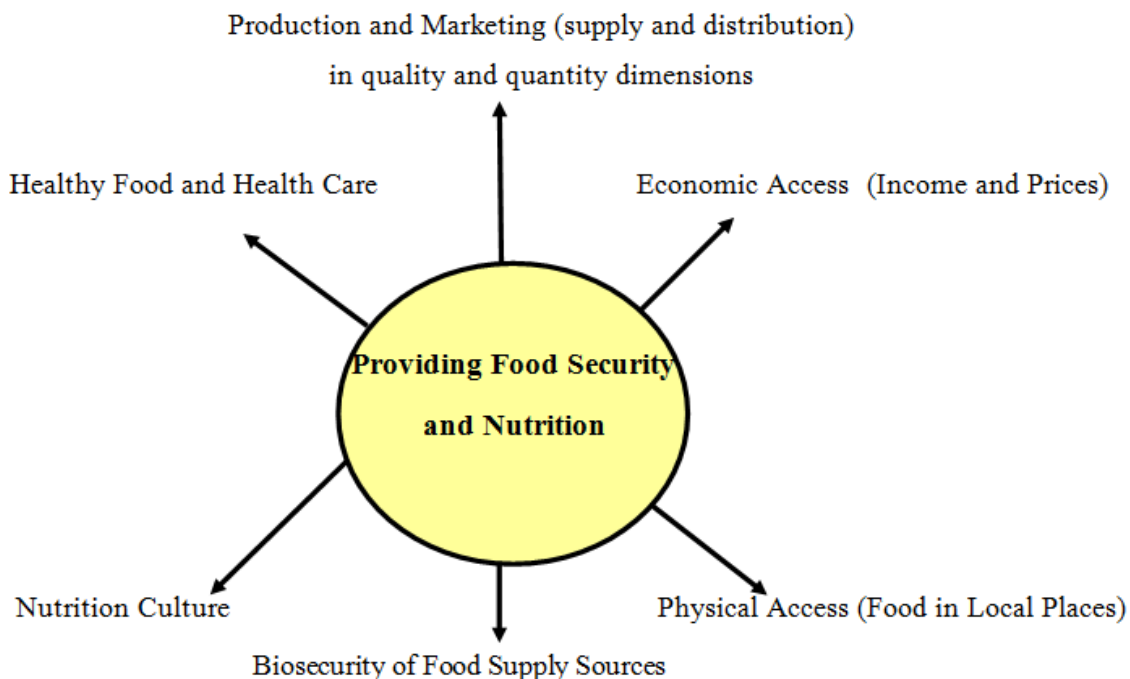 Production and Marketing (supply and distribution)
in quality and quantity dimensions
Healthy Food and Health Care
Economic Access (Income and Prices)
Providing Food Security
and Nutrition
Nutrition Culture
Physical Access (Food in Local Places)
Biosecurity of Food Supply Sources